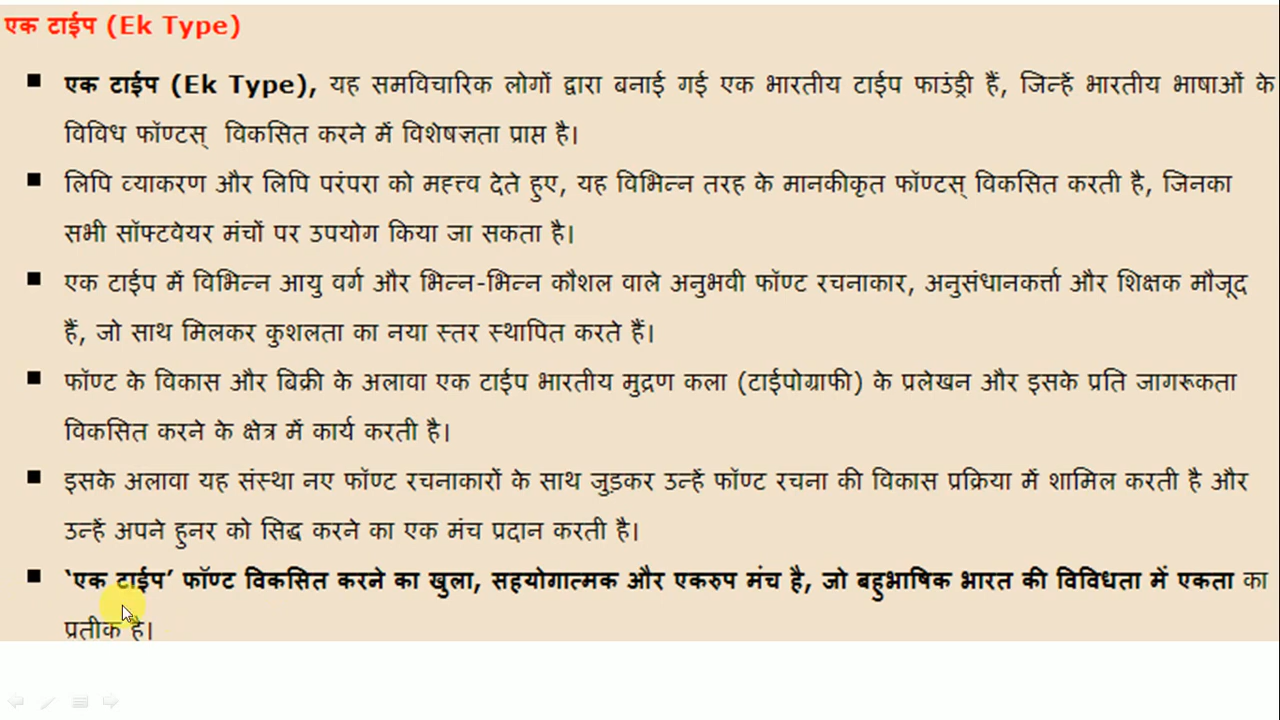 एक टाईप (Ek Type)
▪ एक टाईप (Ek Type), यह समविचारिक लोगों द्वारा बनाई गई एक भारतीय टाईप फाउंड्री हैं, जिन्हें भारतीय भाषाओं के
विविध फॉण्टस् विकसित करने में विशेषज्ञता प्राप्त है।
▪ लिपि व्याकरण और लिपि परंपरा को महत्त्व देते हुए, यह विभिन्न तरह के मानकीकृत फॉण्टस् विकसित करती है, जिनका
सभी सॉफ्टवेयर मंचों पर उपयोग किया जा सकता है।
▪ एक टाईप में विभिन्न आयु वर्ग और भिन्न-भिन्न कौशल वाले अनुभवी फॉण्ट रचनाकार, अनुसंधानकर्त्ता और शिक्षक मौजूद
हैं, जो साथ मिलकर कुशलता का नया स्तर स्थापित करते हैं।
▪ फॉण्ट के विकास और बिक्री के अलावा एक टाईप भारतीय मुद्रण कला (टाईपोग्राफी) के प्रलेखन और इसके प्रति जागरूकता
विकसित करने के क्षेत्र में कार्य करती है।
▪ इसके अलावा यह संस्था नए फॉण्ट रचनाकारों के साथ जुड़कर उन्हें फॉण्ट रचना की विकास प्रक्रिया में शामिल करती है और
उन्हें अपने हुनर को सिद्ध करने का एक मंच प्रदान करती है।
▪ ‘एक टाईप’ फॉण्ट विकसित करने का खुला, सहयोगात्मक और एकरुप मंच है, जो बहुभाषिक भारत की विविधता में एकता का
प्रतीक है।